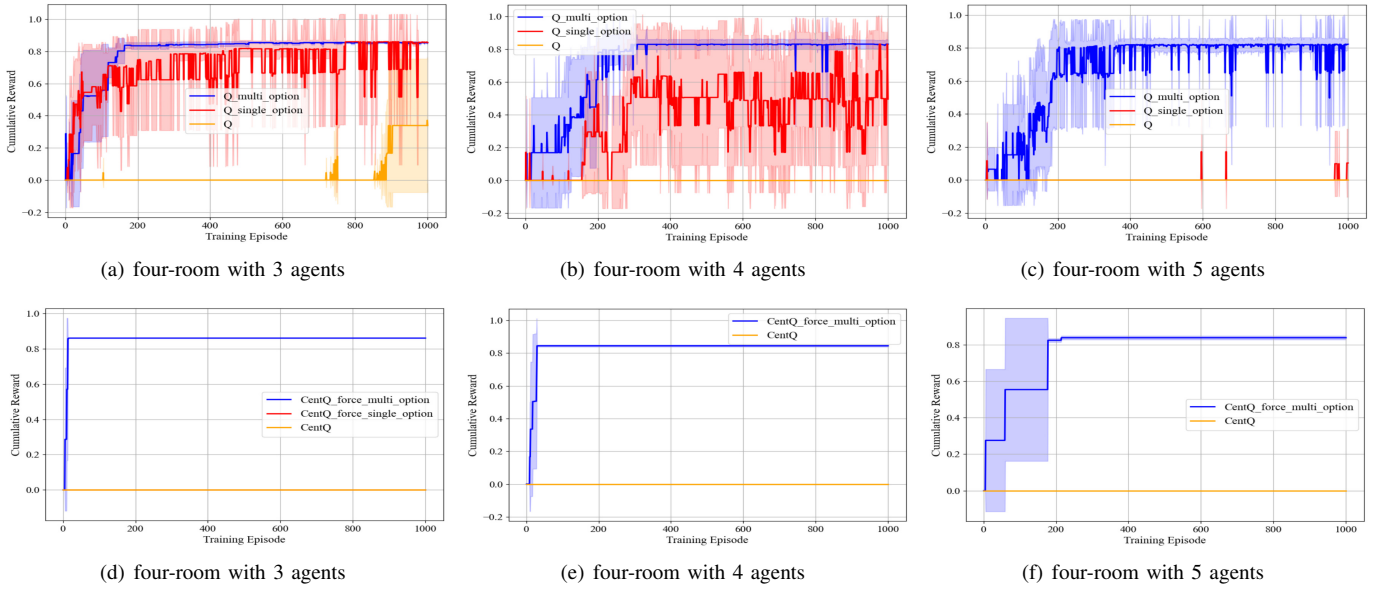 1.0
0.8
0.6
0.4
0.2
0.0
−0.2
Cumulative Reward
Q_multi_option
Q_single_option
Q
0 200 400 600 800 1000
Training Episode
(a) four-room with 3 agents
1.0
0.8
0.6
0.4
0.2
0.0
−0.2
Cumulative Reward
Q_multi_option
Q_single_option
Q
0 200 400 600 800 1000
Training Episode
(b) four-room with 4 agents
1.0
0.8
0.6
0.4
0.2
0.0
−0.2
Cumulative Reward
Q_multi_option
Q_single_option
Q
0 200 400 600 800 1000
Training Episode
(c) four-room with 5 agents
1.0
0.8
0.6
0.4
0.2
0.0
Cumulative Reward
CentQ_force_multi_option
CentQ_force_single_option
CentQ
0 200 400 600 800 1000
Training Episode
(d) four-room with 3 agents
1.0
0.8
0.6
0.4
0.2
0.0
−0.2
Cumulative Reward
CentQ_force_multi_option
CentQ
0 200 400 600 800 1000
Training Episode
(e) four-room with 4 agents
0.8
0.6
0.4
0.2
0.0
Cumulative Reward
CentQ_force_multi_option
CentQ
0 200 400 600 800 1000
Training Episode
(f) four-room with 5 agents